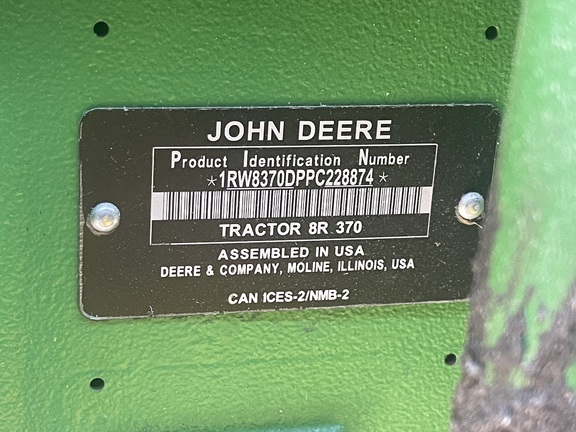 JOHN DEERE
Product Identification Number
*1RW8370DPPC228874*
TRACTOR 8R 370
ASSEMBLED IN USA
DEERE & COMPANY, MOLINE, ILLINOIS, USA
CAN ICES-2/NMB-2